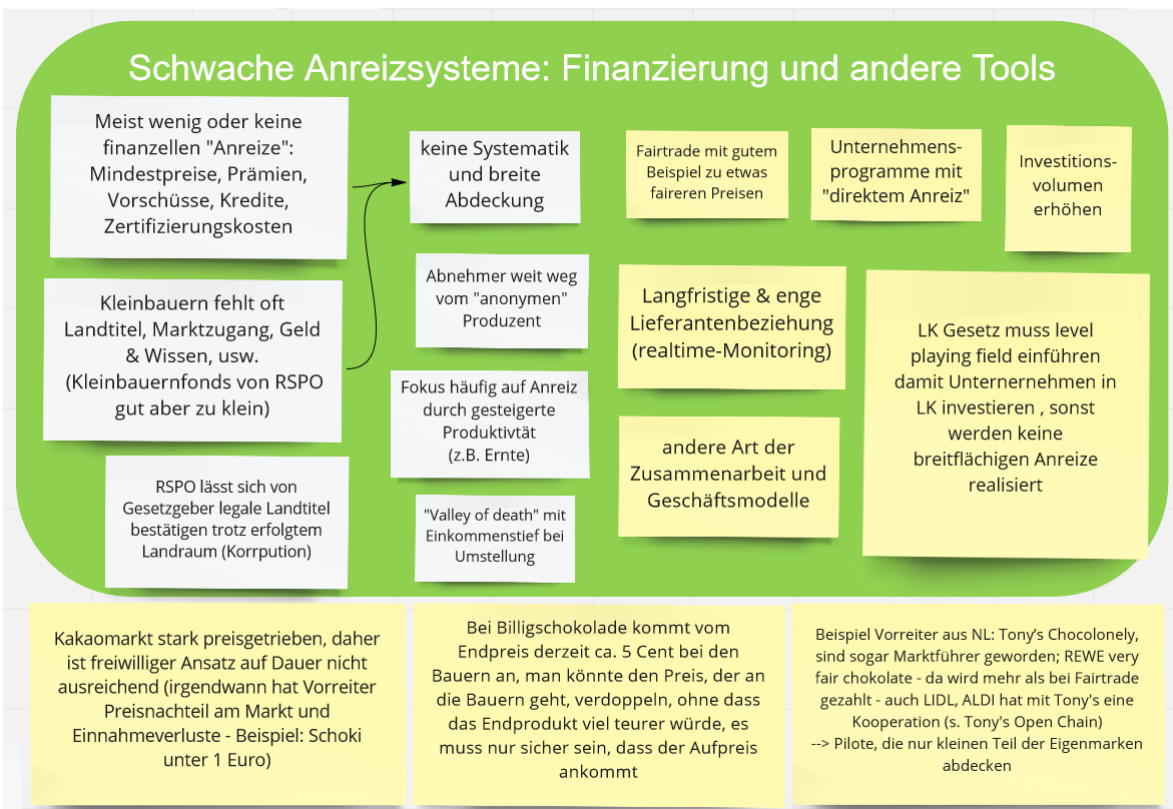 Schwache Anreizsysteme: Finanzierung und andere Tools
Meist wenig oder keine
finanzellen "Anreize":
Mindestpreise, Prämien,
Vorschüsse, Kredite,
Zertifizierungskosten
Kleinbauern fehlt oft
Landtitel, Marktzugang, Geld
& Wissen, usw.
(Kleinbauernfonds von RSPO
gut aber zu klein)
RSPO lässt sich von
Gesetzgeber legale Landtitel
bestätigen trotz erfolgtem
Landraum (Korrpution)
keine Systematik
und breite
Abdeckung
Abnehmer weit weg
vom "anonymen"
Produzent
Fokus häufig auf Anreiz
durch gesteigerte
Produktivtät
(z.B. Ernte)
"Valley of death" mit
Einkommenstief bei
Umstellung
Fairtrade mit gutem
Beispiel zu etwas
faireren Preisen
Unternehmens-
programme mit
"direktem Anreiz"
Investitions-
volumen
erhöhen
Langfristige & enge
Lieferantenbeziehung
(realtime-Monitoring)
andere Art der
Zusammenarbeit und
Geschäftsmodelle
LK Gesetz muss level
playing field einführen
damit Unternernehmen in
LK investieren , sonst
werden keine
breitflächigen Anreize
realisiert
Kakaomarkt stark preisgetrieben, daher
ist freiwilliger Ansatz auf Dauer nicht
ausreichend (irgendwann hat Vorreiter
Preisnachteil am Markt und
Einnahmeverluste - Beispiel: Schoki
unter 1 Euro)
Bei Billigschokolade kommt vom
Endpreis derzeit ca. 5 Cent bei den
Bauern an, man könnte den Preis, der an
die Bauern geht, verdoppeln, ohne dass
das Endprodukt viel teurer würde, es
muss nur sicher sein, dass der Aufpreis
ankommt
Beispiel Vorreiter aus NL: Tony's Chocolonely,
sind sogar Marktführer geworden; REWE very
fair chokolate - da wird mehr als bei Fairtrade
gezahlt - auch LIDL, ALDI hat mit Tony's eine
Kooperation (s. Tony's Open Chain)
--> Pilote, die nur kleinen Teil der Eigenmarken
abdecken